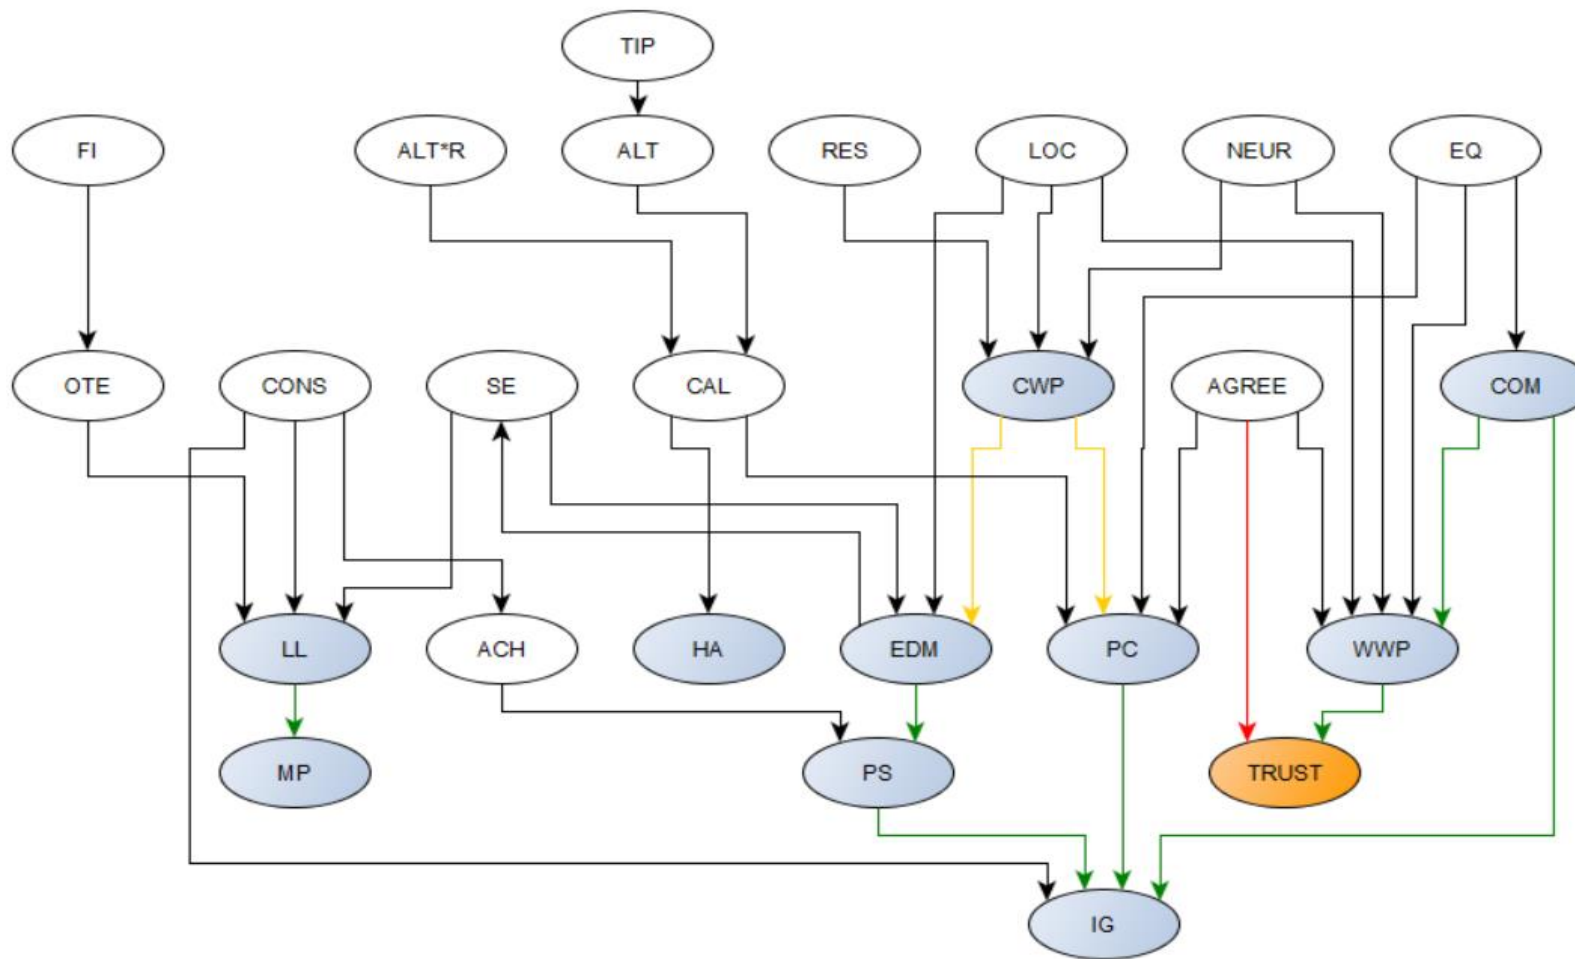 TIP
FI
ALT*R
ALT
RES
LOC
NEUR
EQ
OTE
CONS
SE
CAL
CWP
AGREE
COM
LL
ACH
HA
EDM
PC
WWP
MP
PS
TRUST
IG